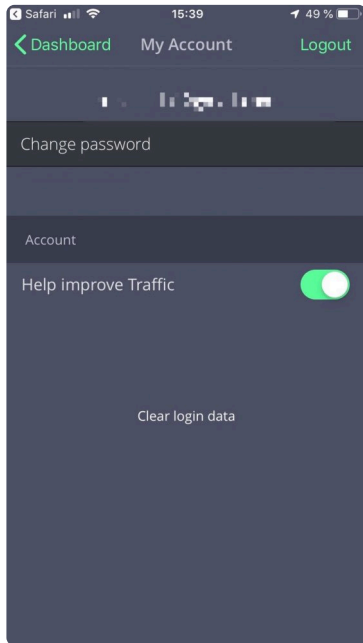 Safari 15:39 49 %
Dashboard My Account Logout
Change password
Account
Help improve Traffic
Clear login data